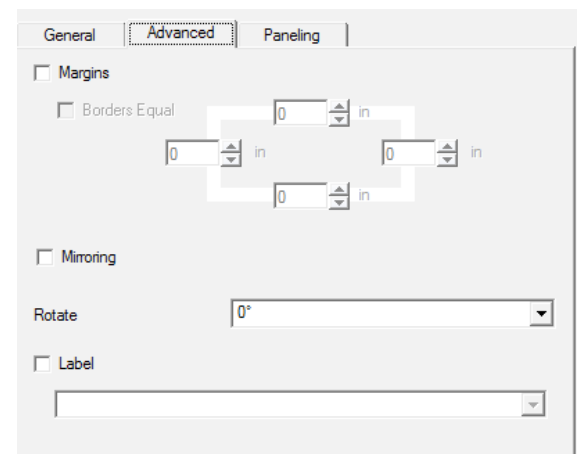 General Advanced Paneling
Margins
Borders Equal 0 in
0 in 0 in
0 in
Mirroring
Rotate 0°
Label